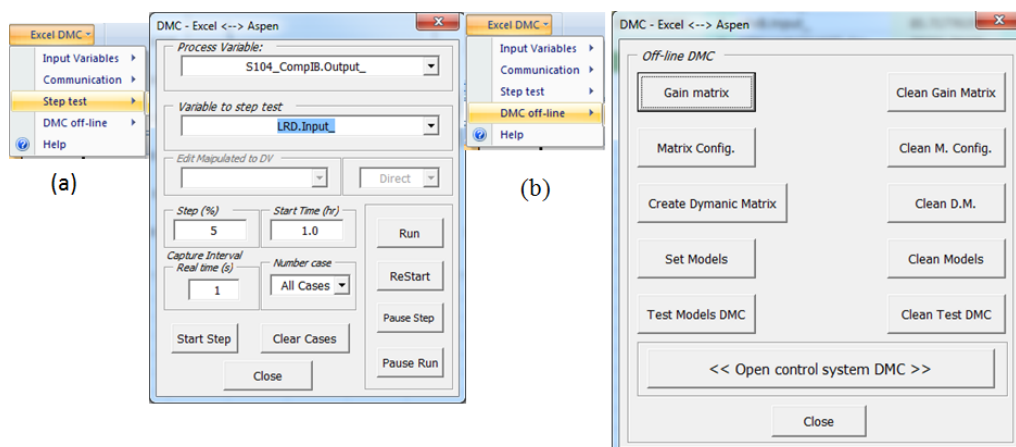 Excel DMC
Input Variables
Communication
Step test
DMC off-line
Help
(a)
DMC - Excel <--> Aspen
Process Variable:
S104_CompIB.Output_
Variable to step test
LRD.Input_
Edit Maipulated to DV
Direct
Step (%)
5
Start Time (hr)
1.0
Capture Interval
Real time (s)
1
Number case
All Cases
Run
ReStart
Pause Step
Pause Run
Start Step
Clear Cases
Close
Excel DMC
Input Variables
Communication
Step test
DMC off-line
Help
(b)
DMC - Excel <--> Aspen
Off-line DMC
Gain matrix
Clean Gain Matrix
Matrix Config.
Clean M. Config.
Create Dymanic Matrix
Clean D.M.
Set Models
Clean Models
Test Models DMC
Clean Test DMC
<< Open control system DMC >>
Close